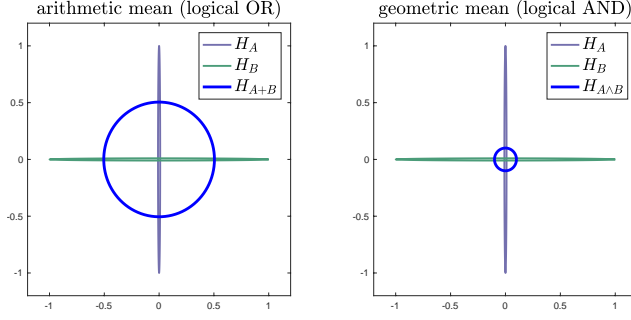 arithmetic mean (logical OR)
H_A
H_B
H_{A+B}
1
0.5
0
-0.5
-1
-1
-0.5
0
0.5
1
geometric mean (logical AND)
H_A
H_B
H_{A∧B}
1
0.5
0
-0.5
-1
-1
-0.5
0
0.5
1